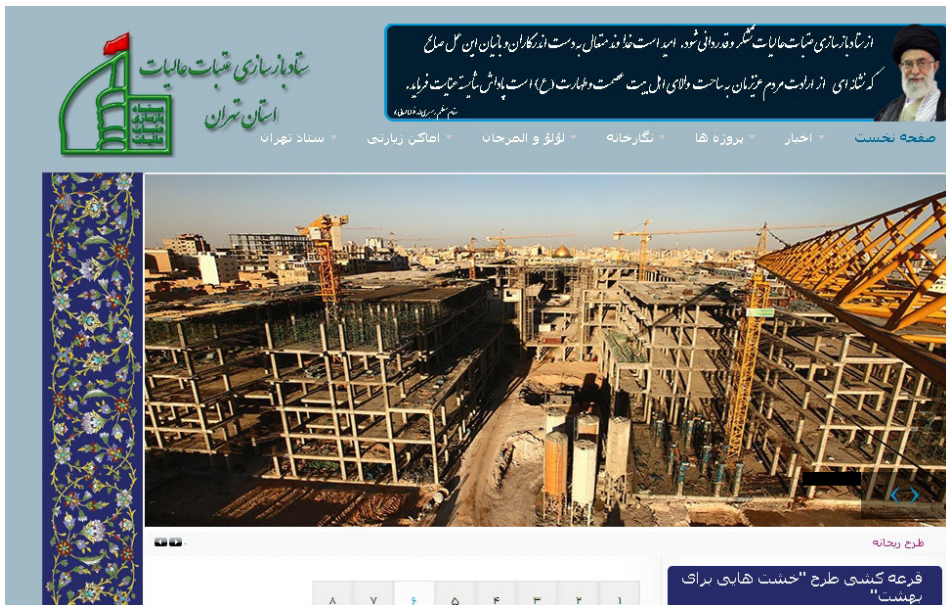 از ستاد بازسازی عتبات عالیات تشکر و قدردانی شود، امید است خداوند متعال به دست اندرکاران و بانیان این عمل صالح
که نشانه ای از ارادت مردم عزیزمان به ساحت والای اهل بیت عصمت و طهارت (ع) است پاداش شایسته عنایت فرماید.
ستاد بازسازی عتبات عالیات
استان تهران
صفحه نخست اخبار پروژه ها نگارخانه لؤلؤ و المرجان اماکن زیارتی ستاد تهران
طرح ریحانه
قرعه کشی طرح "خشت هایی برای
بهشت"
۱ ۲ ۳ ۴ ۵ ۶ ۷ ۸